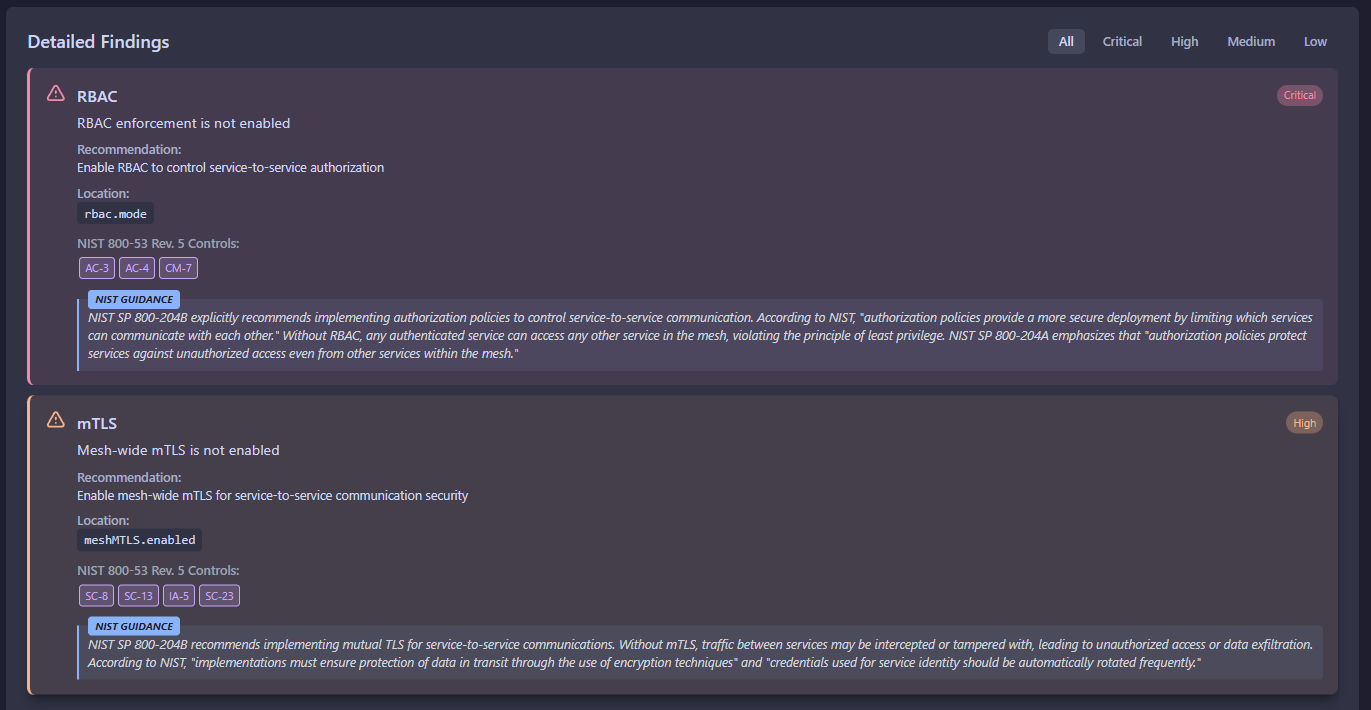 Detailed Findings
All Critical High Medium Low
RBAC
Critical
RBAC enforcement is not enabled
Recommendation:
Enable RBAC to control service-to-service authorization
Location:
rbac.mode
NIST 800-53 Rev. 5 Controls:
AC-3 AC-4 CM-7
NIST GUIDANCE
NIST SP 800-204B explicitly recommends implementing authorization policies to control service-to-service communication. According to NIST, "authorization policies provide a more secure deployment by limiting which services
can communicate with each other." Without RBAC, any authenticated service can access any other service in the mesh, violating the principle of least privilege. NIST SP 800-204A emphasizes that "authorization policies protect
services against unauthorized access even from other services within the mesh."
mTLS
High
Mesh-wide mTLS is not enabled
Recommendation:
Enable mesh-wide mTLS for service-to-service communication security
Location:
meshMTLS.enabled
NIST 800-53 Rev. 5 Controls:
SC-8 SC-13 IA-5 SC-23
NIST GUIDANCE
NIST SP 800-204B recommends implementing mutual TLS for service-to-service communications. Without mTLS, traffic between services may be intercepted or tampered with, leading to unauthorized access or data exfiltration.
According to NIST, "implementations must ensure protection of data in transit through the use of encryption techniques" and "credentials used for service identity should be automatically rotated frequently."